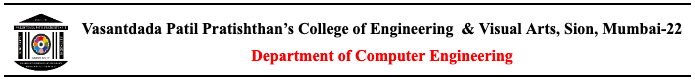 Vasantdada Patil Pratishthan’s College of Engineering  & Visual Arts, Sion, Mumbai-22
Department of Computer Engineering